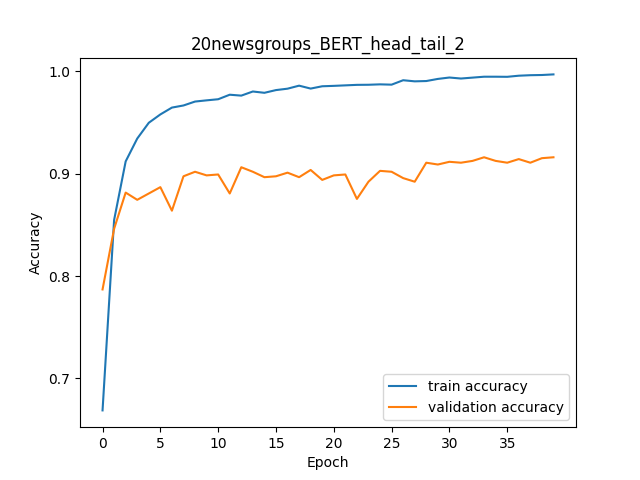 20newsgroups_BERT_head_tail_2
1.0
0.9
0.8
0.7
Accuracy
0 5 10 15 20 25 30 35
Epoch
train accuracy
validation accuracy